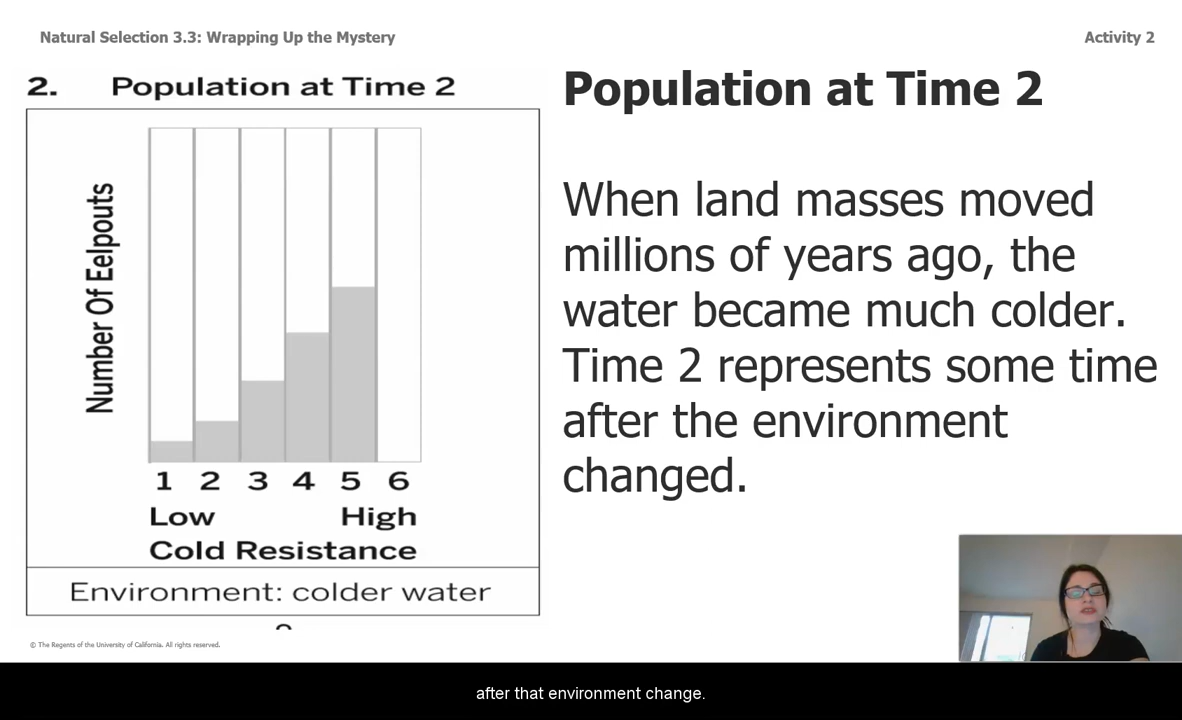 Natural Selection 3.3: Wrapping Up the Mystery
Activity 2
2. Population at Time 2
Number Of Eelpouts
1 2 3 4 5 6
Low High
Cold Resistance
Environment: colder water
Population at Time 2
When land masses moved
millions of years ago, the
water became much colder.
Time 2 represents some time
after the environment
changed.
© The Regents of the University of California. All rights reserved.
after that environment change.